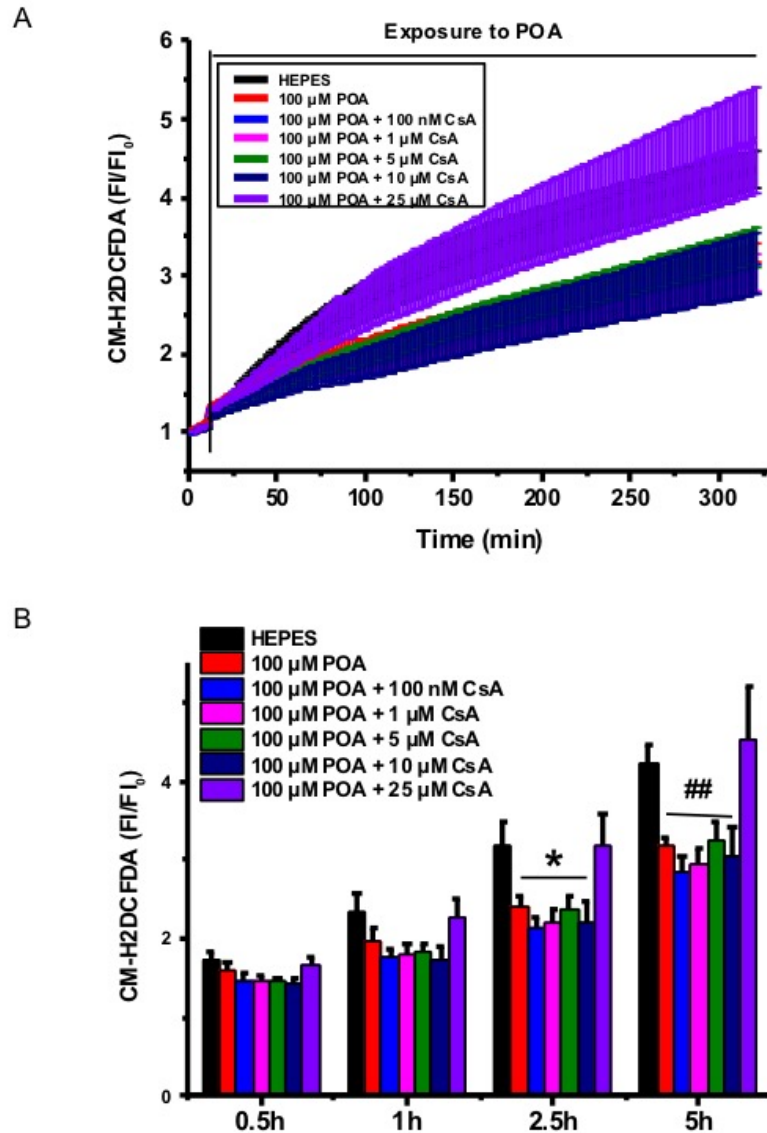 A
Exposure to POA
HEPES
100 µM POA
100 µM POA + 100 nM CsA
100 µM POA + 1 µM CsA
100 µM POA + 5 µM CsA
100 µM POA + 10 µM CsA
100 µM POA + 25 µM CsA
6
5
4
3
2
1
CM-H2DCFDA (FI/FI0)
0
50
100
150
200
250
300
Time (min)
B
HEPES
100 µM POA
100 µM POA + 100 nM CsA
100 µM POA + 1 µM CsA
100 µM POA + 5 µM CsA
100 µM POA + 10 µM CsA
100 µM POA + 25 µM CsA
4
2
0
CM-H2DCFDA (FI/FI0)
*
##
0.5h
1h
2.5h
5h